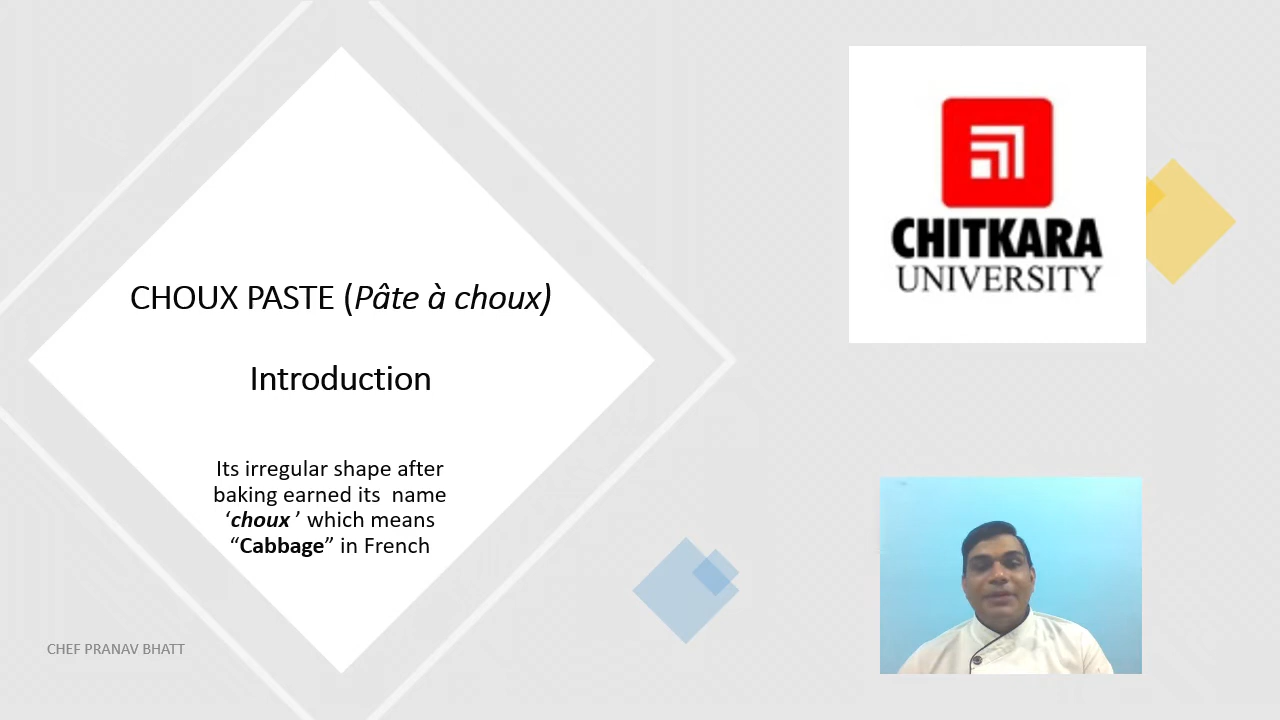 CHOUX PASTE (Pâte à choux)
Introduction
Its irregular shape after
baking earned its  name
‘choux ’ which means
“Cabbage” in French
CHEF PRANAV BHATT
CHITKARA
UNIVERSITY